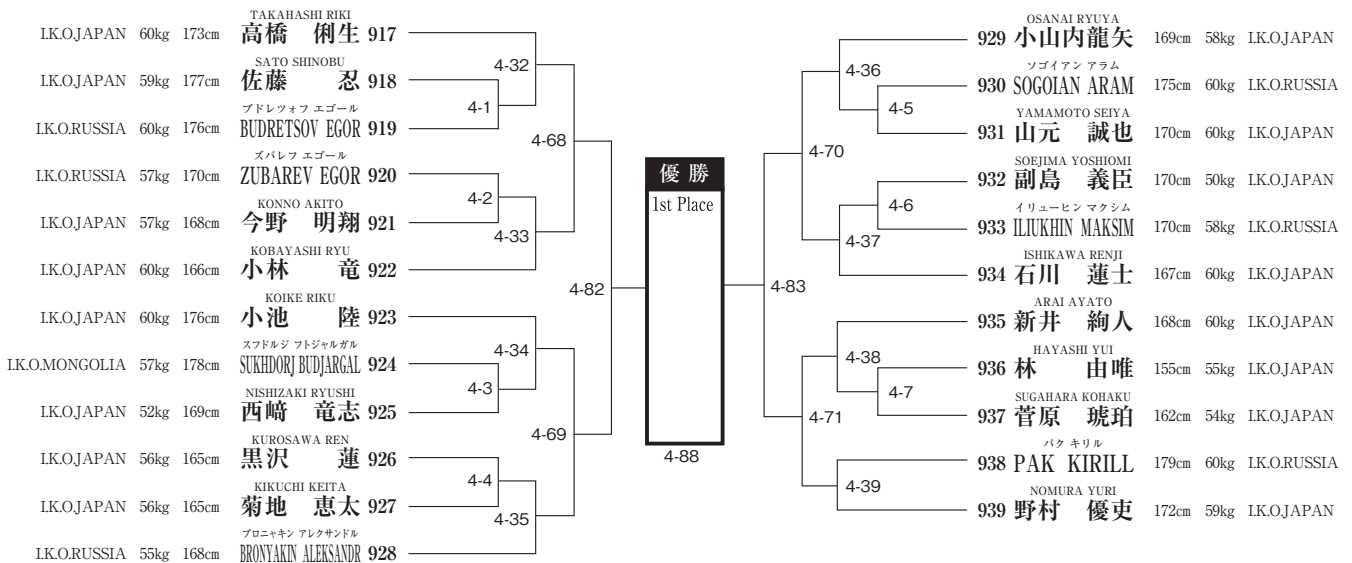 TAKAHASHI RIKI
I.K.O.JAPAN 60kg 173cm 高橋 俐生 917
SATO SHINOBU
I.K.O.JAPAN 59kg 177cm 佐藤 忍 918
ブドレツォフ エゴール
I.K.O.RUSSIA 60kg 176cm BUDRETSOV EGOR 919
ズバレフ エゴール
I.K.O.RUSSIA 57kg 170cm ZUBAREV EGOR 920
KONNO AKITO
I.K.O.JAPAN 57kg 168cm 今野 明翔 921
KOBAYASHI RYU
I.K.O.JAPAN 60kg 166cm 小林 竜 922
KOIKE RIKU
I.K.O.JAPAN 60kg 176cm 小池 陸 923
スフドルジ フトジャルガル
I.K.O.MONGOLIA 57kg 178cm SUKHDORJ BUDJARGAL 924
NISHIZAKI RYUSHI
I.K.O.JAPAN 52kg 169cm 西﨑 竜志 925
KUROSAWA REN
I.K.O.JAPAN 56kg 165cm 黒沢 蓮 926
KIKUCHI KEITA
I.K.O.JAPAN 56kg 165cm 菊地 恵太 927
ブロニャキン アレクサンドル
I.K.O.RUSSIA 55kg 168cm BRONYAKIN ALEKSANDR 928
4-32
4-1
4-68
4-2
4-33
4-82
4-34
4-3
4-69
4-4
4-35
優勝
1st Place
4-88
4-36
4-5
4-70
4-6
4-37
4-83
4-38
4-7
4-71
4-39
OSANAI RYUYA
929 小山内龍矢 169cm 58kg I.K.O.JAPAN
ソゴイアン アラム
930 SOGOIAN ARAM 175cm 60kg I.K.O.RUSSIA
YAMAMOTO SEIYA
931 山元 誠也 170cm 60kg I.K.O.JAPAN
SOEJIMA YOSHIOMI
932 副島 義臣 170cm 50kg I.K.O.JAPAN
イリューヒン マクシム
933 ILIUKHIN MAKSIM 170cm 58kg I.K.O.RUSSIA
ISHIKAWA RENJI
934 石川 蓮士 167cm 60kg I.K.O.JAPAN
ARAI AYATO
935 新井 絢人 168cm 60kg I.K.O.JAPAN
HAYASHI YUI
936 林 由唯 155cm 55kg I.K.O.JAPAN
SUGAHARA KOHAKU
937 菅原 琥珀 162cm 54kg I.K.O.JAPAN
パク キリル
938 PAK KIRILL 179cm 60kg I.K.O.RUSSIA
NOMURA YURI
939 野村 優吏 172cm 59kg I.K.O.JAPAN